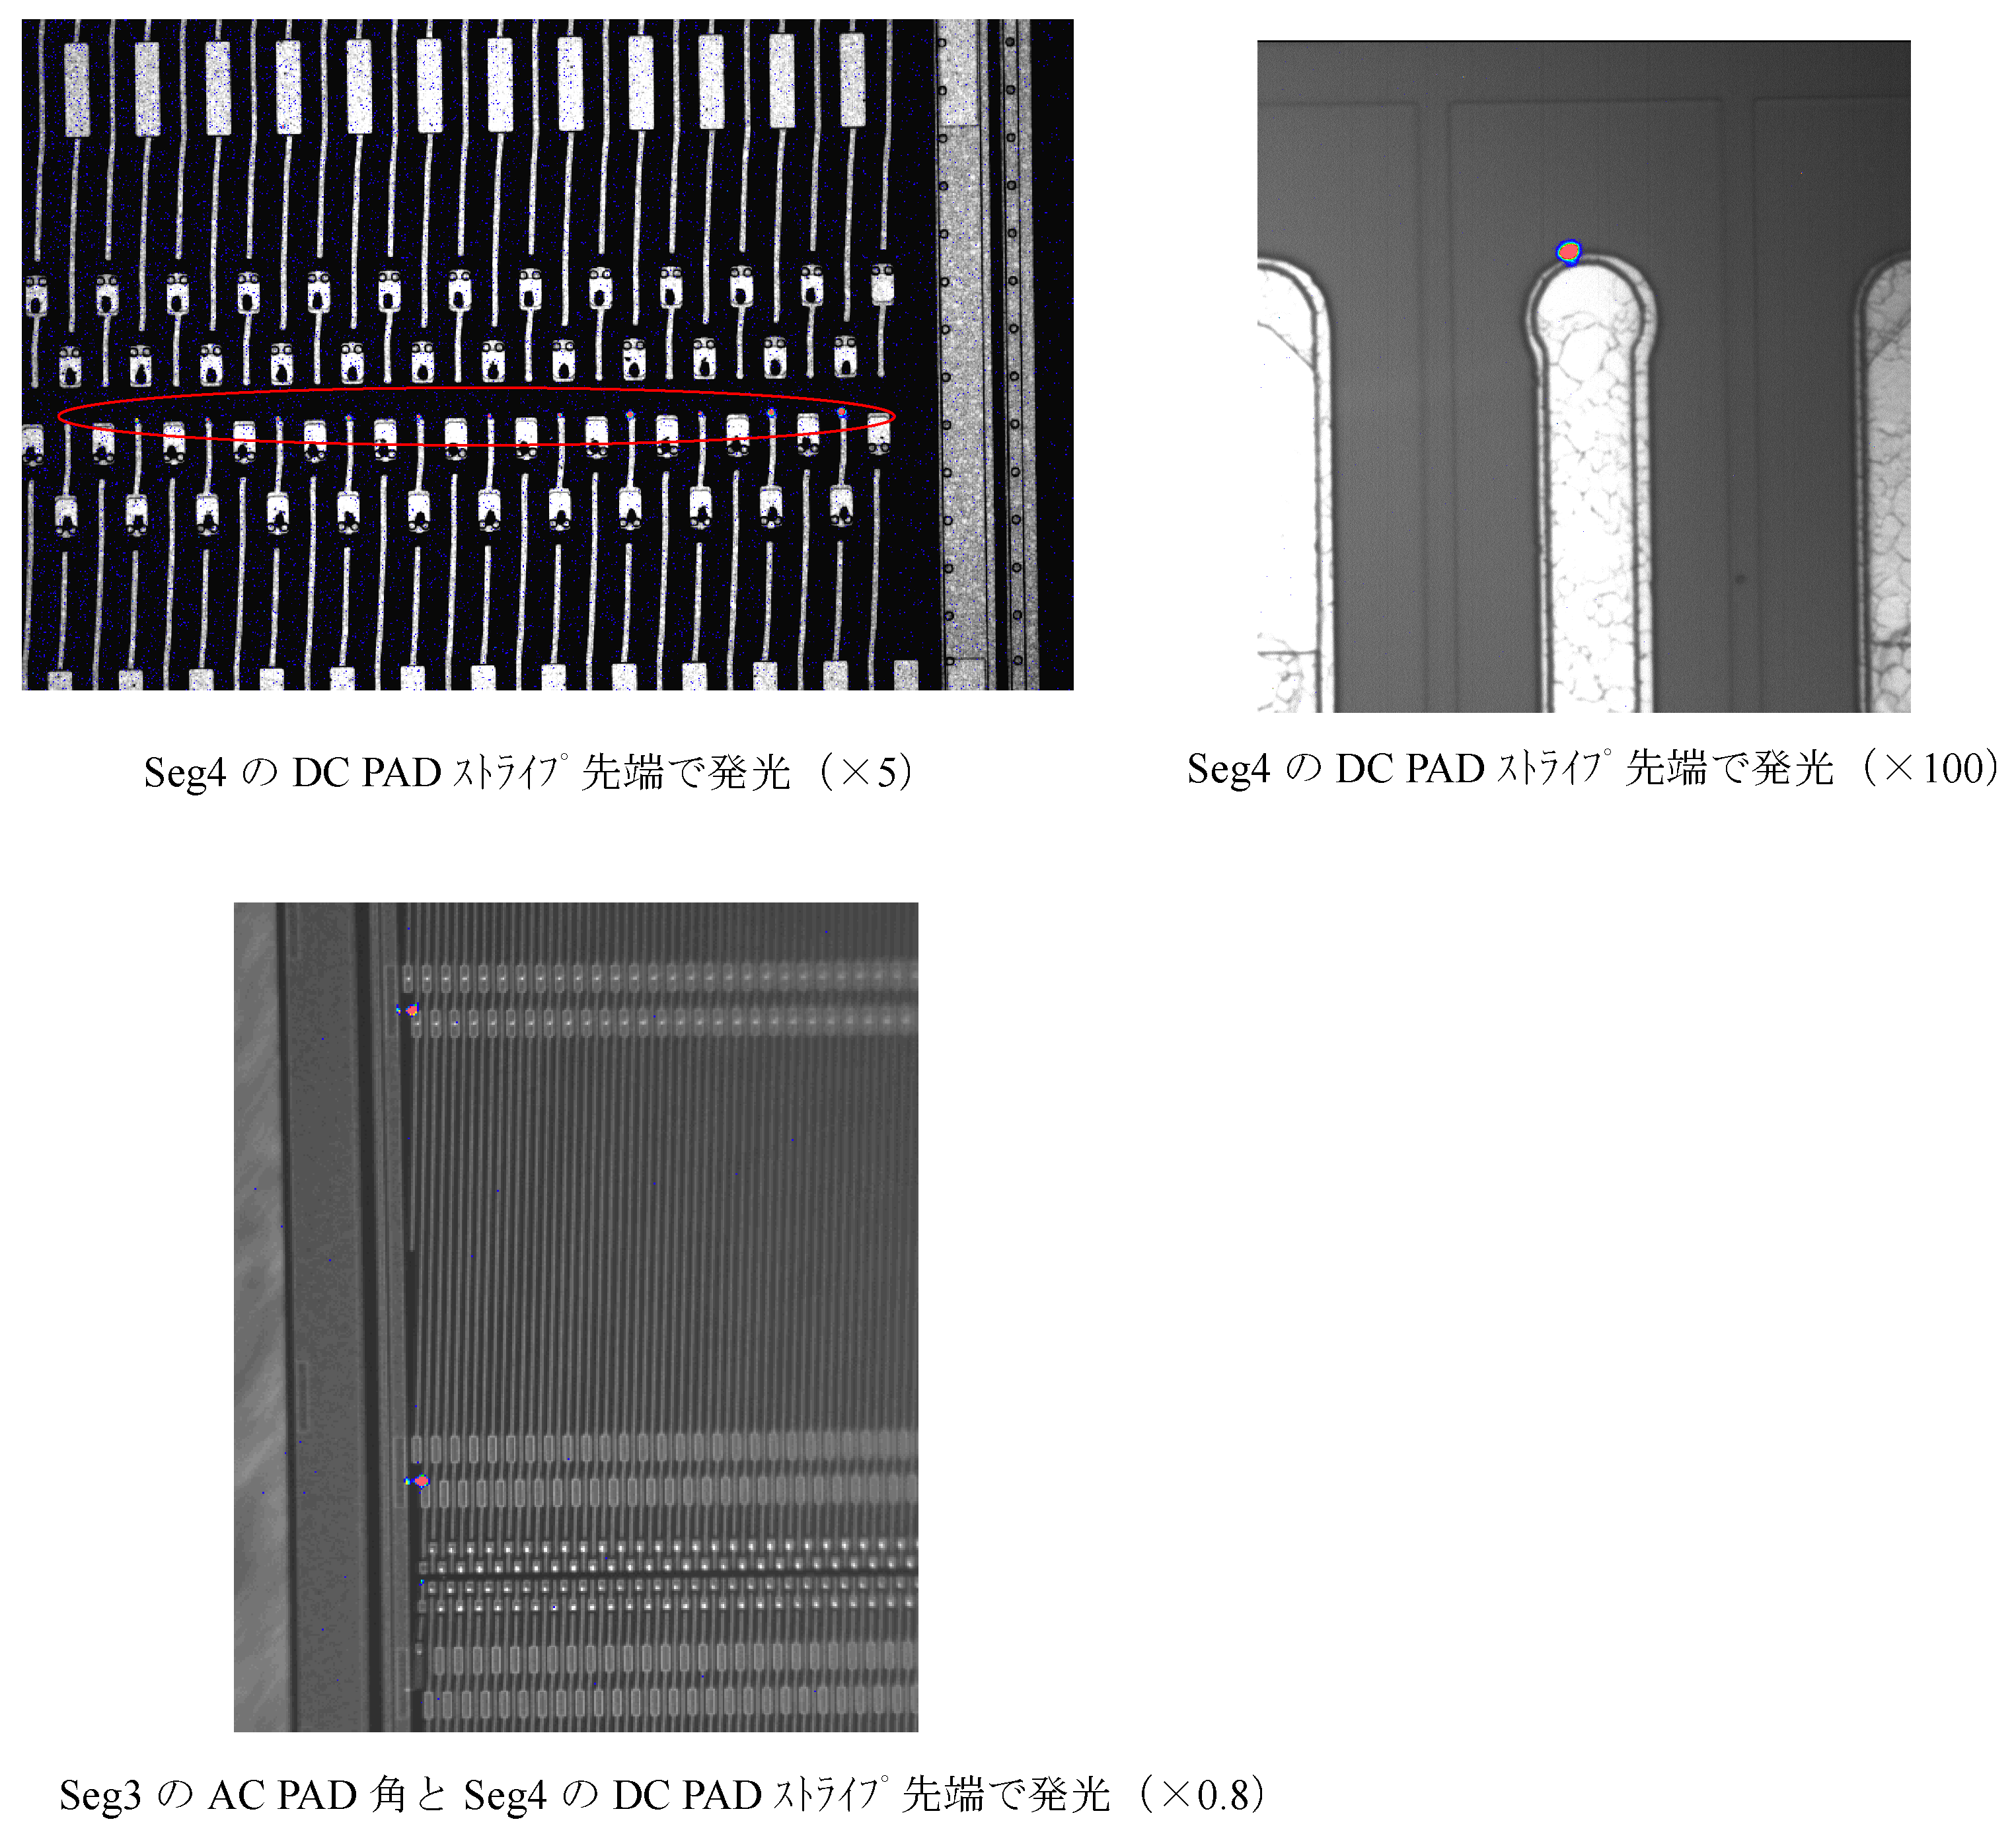 Seg4 の DC PAD ｽﾄﾗｲﾌﾟ 先端で発光（×5）
Seg4 の DC PAD ｽﾄﾗｲﾌﾟ 先端で発光（×100）
Seg3 の AC PAD 角と Seg4 の DC PAD ｽﾄﾗｲﾌﾟ 先端で発光（×0.8）